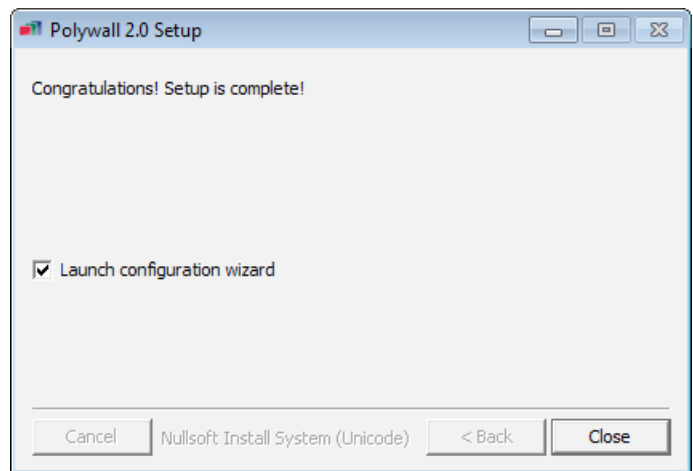 Polywall 2.0 Setup
Congratulations! Setup is complete!
Launch configuration wizard
Cancel Nullsoft Install System (Unicode) < Back Close